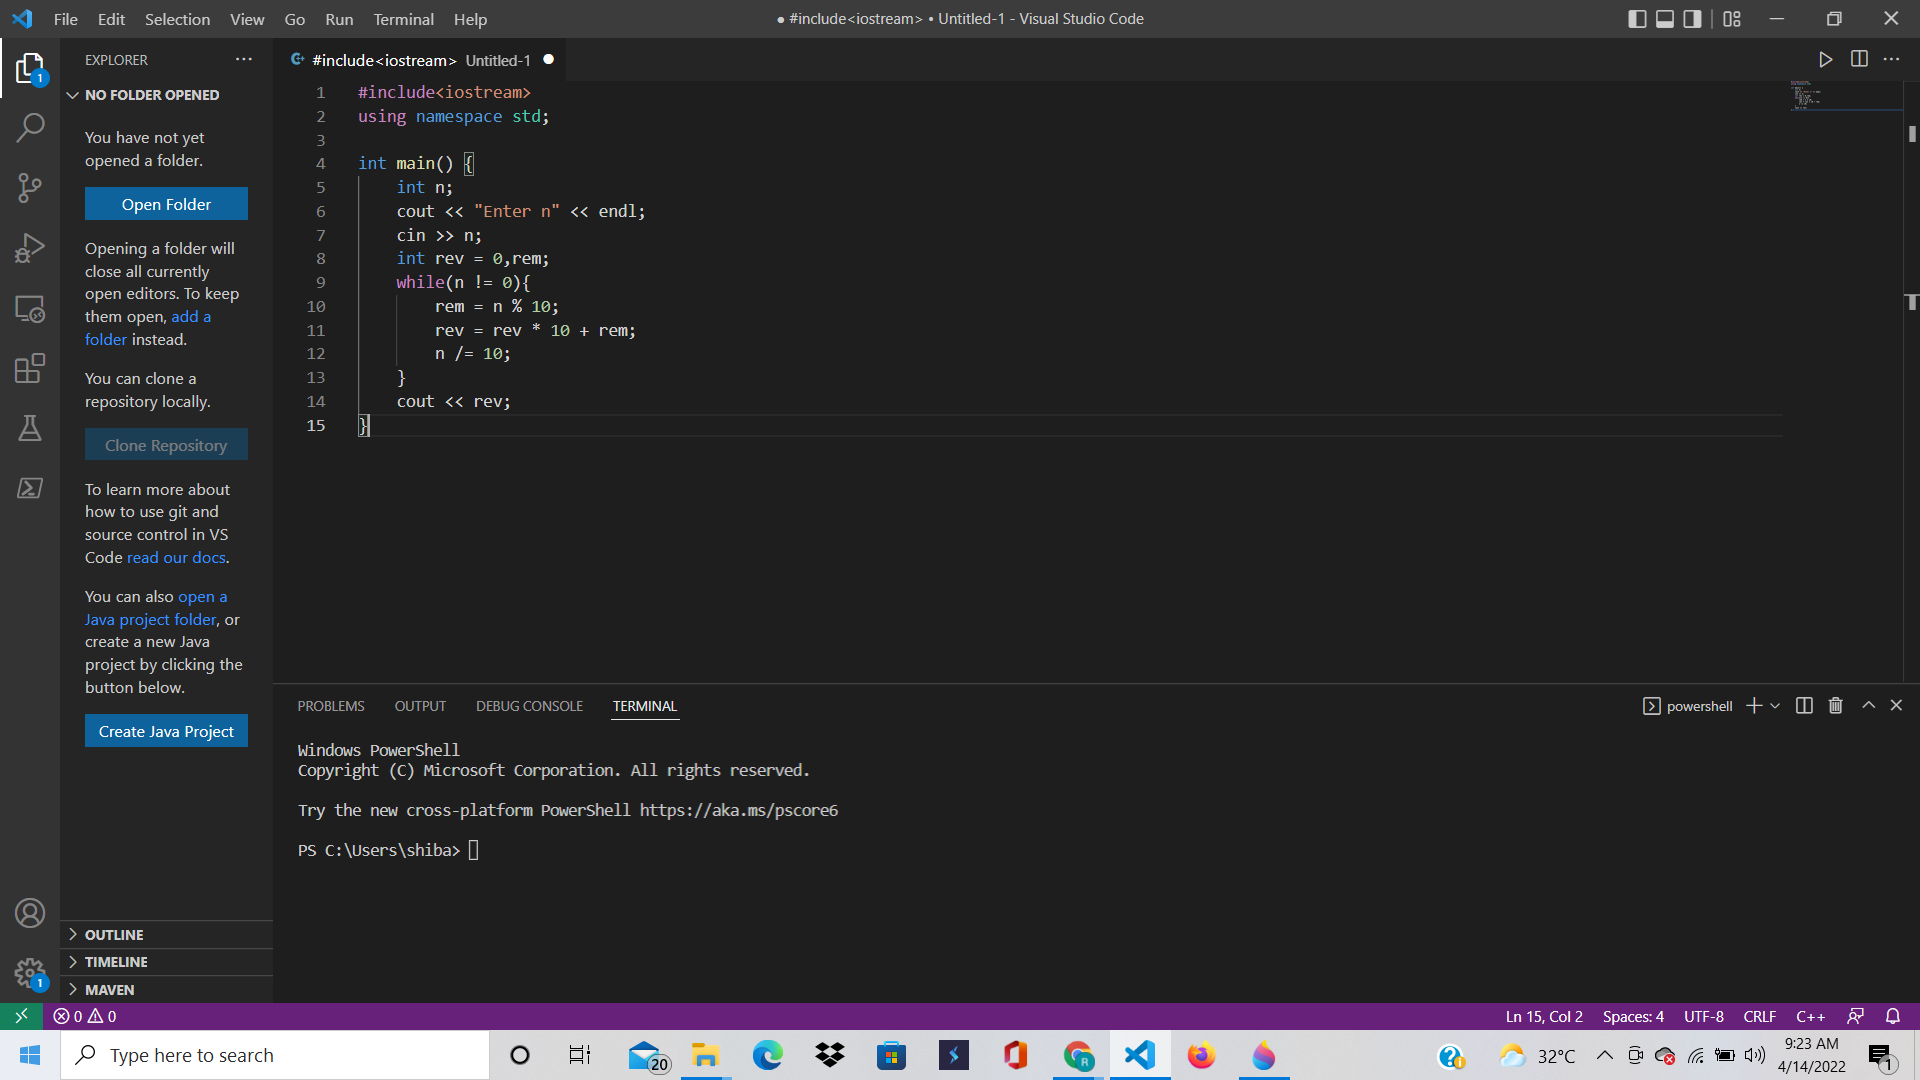 File Edit Selection View Go Run Terminal Help
● #include<iostream> • Untitled-1 - Visual Studio Code
EXPLORER
1
NO FOLDER OPENED
You have not yet
opened a folder.
Open Folder
Opening a folder will
close all currently
open editors. To keep
them open, add a
folder instead.
You can clone a
repository locally.
Clone Repository
To learn more about
how to use git and
source control in VS
Code read our docs.
You can also open a
Java project folder, or
create a new Java
project by clicking the
button below.
Create Java Project
OUTLINE
TIMELINE
MAVEN
1
#include<iostream> Untitled-1 ●
1 #include<iostream>
2 using namespace std;
3
4 int main() {
5     int n;
6     cout << "Enter n" << endl;
7     cin >> n;
8     int rev = 0,rem;
9     while(n != 0){
10         rem = n % 10;
11         rev = rev * 10 + rem;
12         n /= 10;
13     }
14     cout << rev;
15 }
PROBLEMS OUTPUT DEBUG CONSOLE TERMINAL
powershell
Windows PowerShell
Copyright (C) Microsoft Corporation. All rights reserved.
Try the new cross-platform PowerShell https://aka.ms/pscore6
PS C:\Users\shiba>
0 0
Ln 15, Col 2 Spaces: 4 UTF-8 CRLF C++
Type here to search
20
R
32°C
9:23 AM
4/14/2022
1